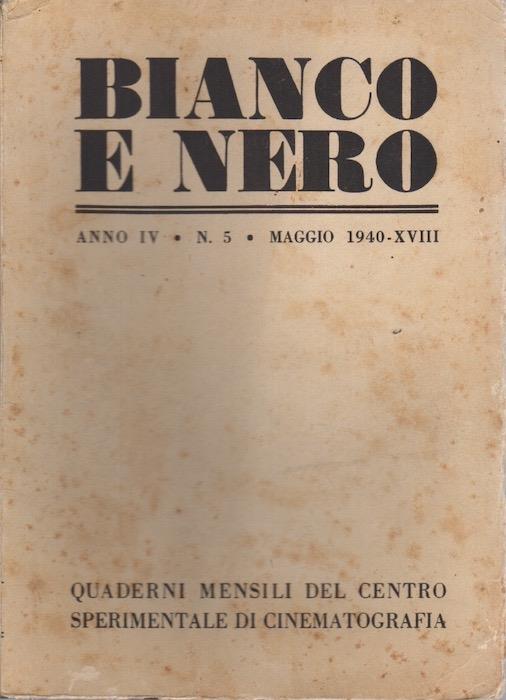 BIANCO
E NERO
ANNO IV • N. 5 • MAGGIO 1940-XVIII
QUADERNI MENSILI DEL CENTRO
SPERIMENTALE DI CINEMATOGRAFIA